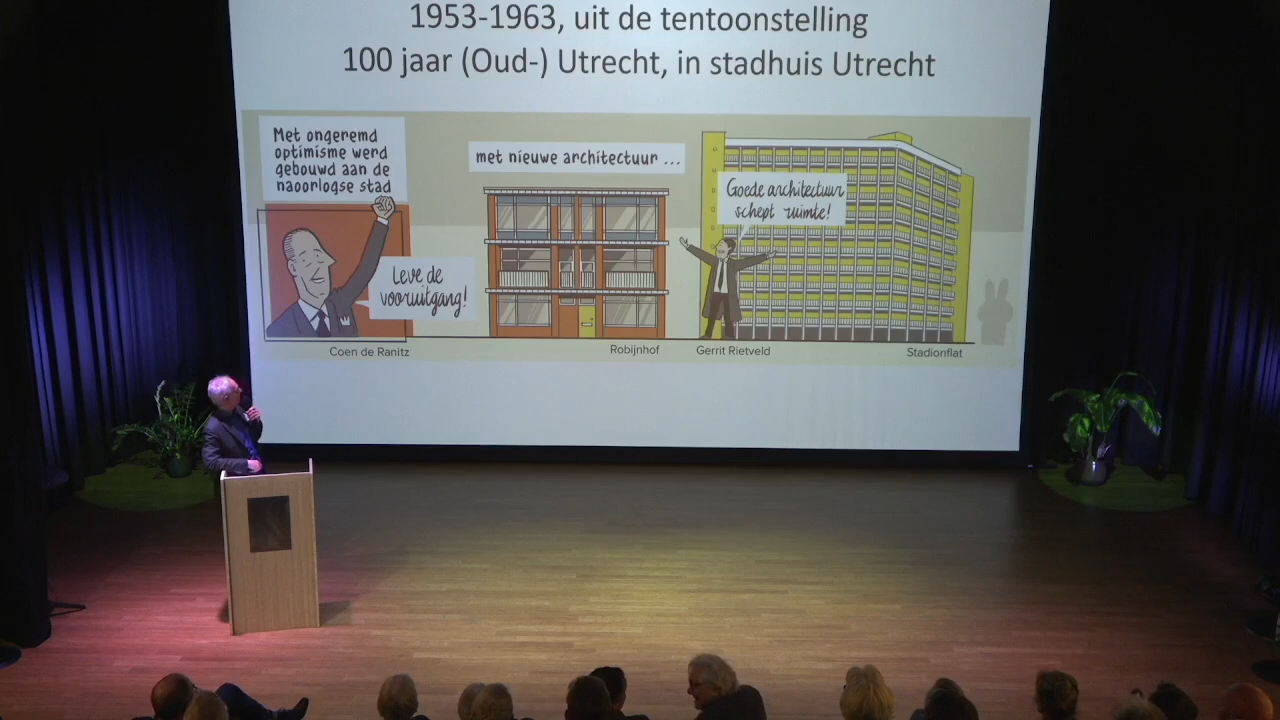 1953-1963, uit de tentoonstelling
100 jaar (Oud-) Utrecht, in stadhuis Utrecht
Met ongeremd
optimisme werd
gebouwd aan de
naoorlogse stad
Leve de
vooruitgang!
met nieuwe architectuur ...
Goede architectuur
schept ruimte!
Coen de Ranitz
Robijnhof
Gerrit Rietveld
Stadionflat